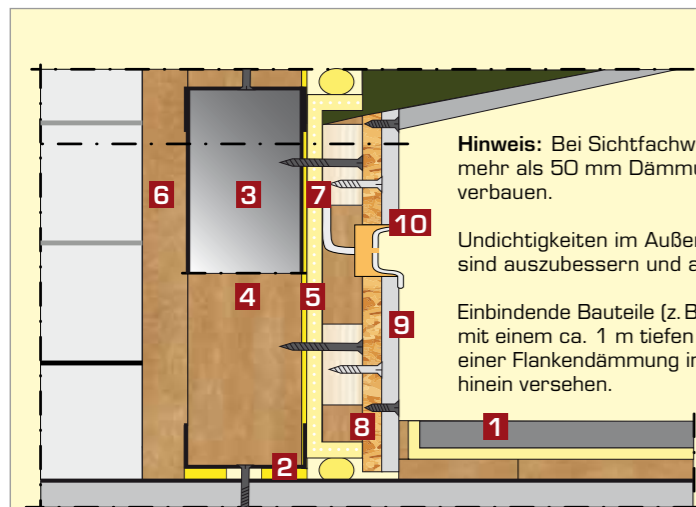 Hinweis: Bei Sichtfachw
mehr als 50 mm Dämmu
verbauen.
Undichtigkeiten im Außer
sind auszubessern und a
Einbindende Bauteile (z. B
mit einem ca. 1 m tiefen
einer Flankendämmung in
hinein versehen.
6
3
7
10
4
5
9
8
1
2